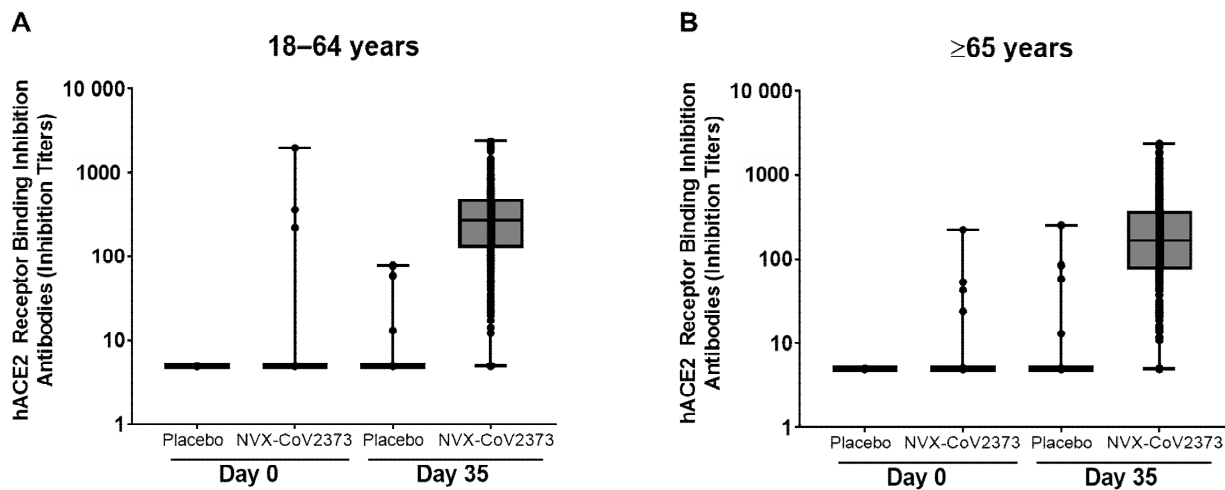 A
18–64 years
hACE2 Receptor Binding Inhibition
Antibodies (Inhibition Titers)
10 000
1000
100
10
1
Placebo NVX-CoV2373 Placebo NVX-CoV2373
Day 0 Day 35
B
≥65 years
hACE2 Receptor Binding Inhibition
Antibodies (Inhibition Titers)
10 000
1000
100
10
1
Placebo NVX-CoV2373 Placebo NVX-CoV2373
Day 0 Day 35